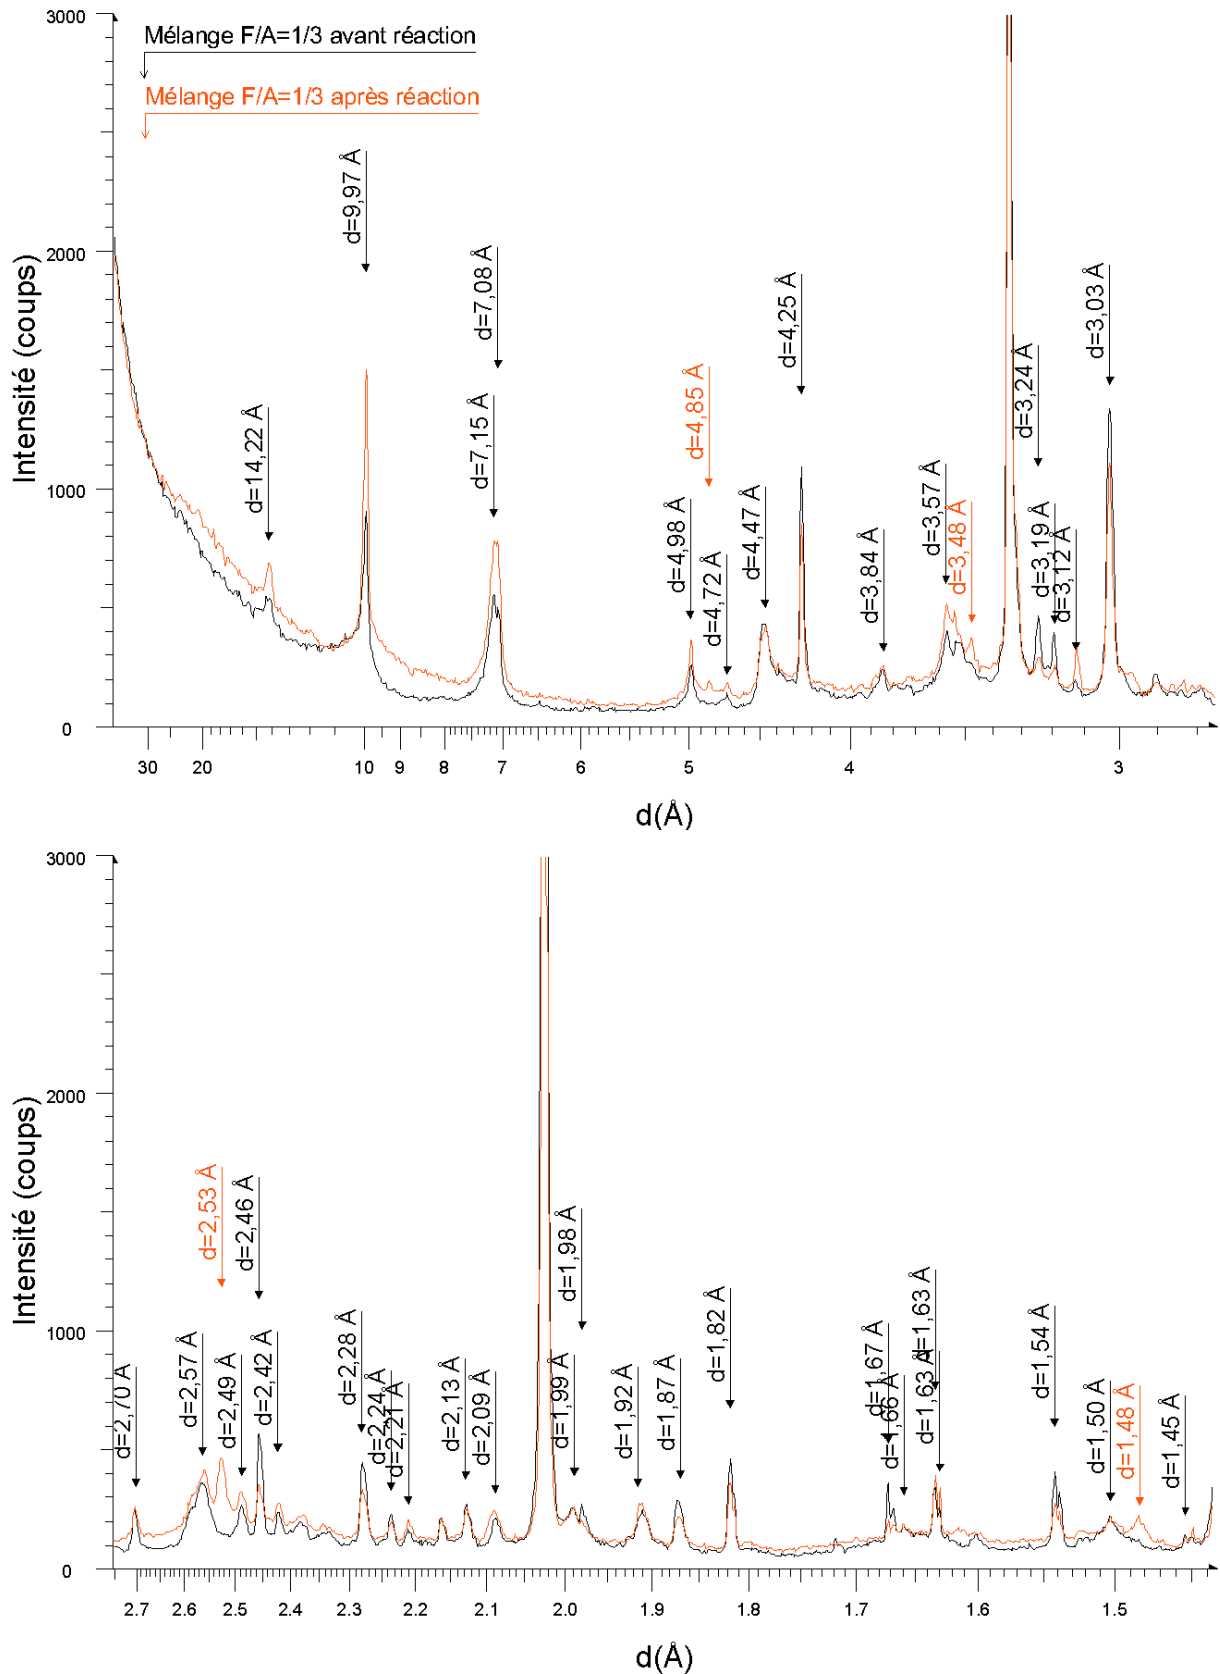 3000
Mélange F/A=1/3 avant réaction
Mélange F/A=1/3 après réaction
2000
1000
0
Intensité (coups)
d=14,22 Å
d=9,97 Å
d=7,15 Å
d=7,08 Å
d=4,98 Å
d=4,85 Å
d=4,72 Å
d=4,47 Å
d=4,25 Å
d=3,84 Å
d=3,57 Å
d=3,48 Å
d=3,24 Å
d=3,19 Å
d=3,12 Å
d=3,03 Å
30 20 10 9 8 7 6 5 4 3
d(Å)
3000
2000
1000
0
Intensité (coups)
d=2,70 Å
d=2,57 Å
d=2,53 Å
d=2,49 Å
d=2,46 Å
d=2,42 Å
d=2,28 Å
d=2,24 Å
d=2,21 Å
d=2,13 Å
d=2,09 Å
d=1,99 Å
d=1,98 Å
d=1,92 Å
d=1,87 Å
d=1,82 Å
d=1,67 Å
d=1,66 Å
d=1,63 Å
d=1,63 Å
d=1,54 Å
d=1,50 Å
d=1,48 Å
d=1,45 Å
2.7 2.6 2.5 2.4 2.3 2.2 2.1 2.0 1.9 1.8 1.7 1.6 1.5
d(Å)